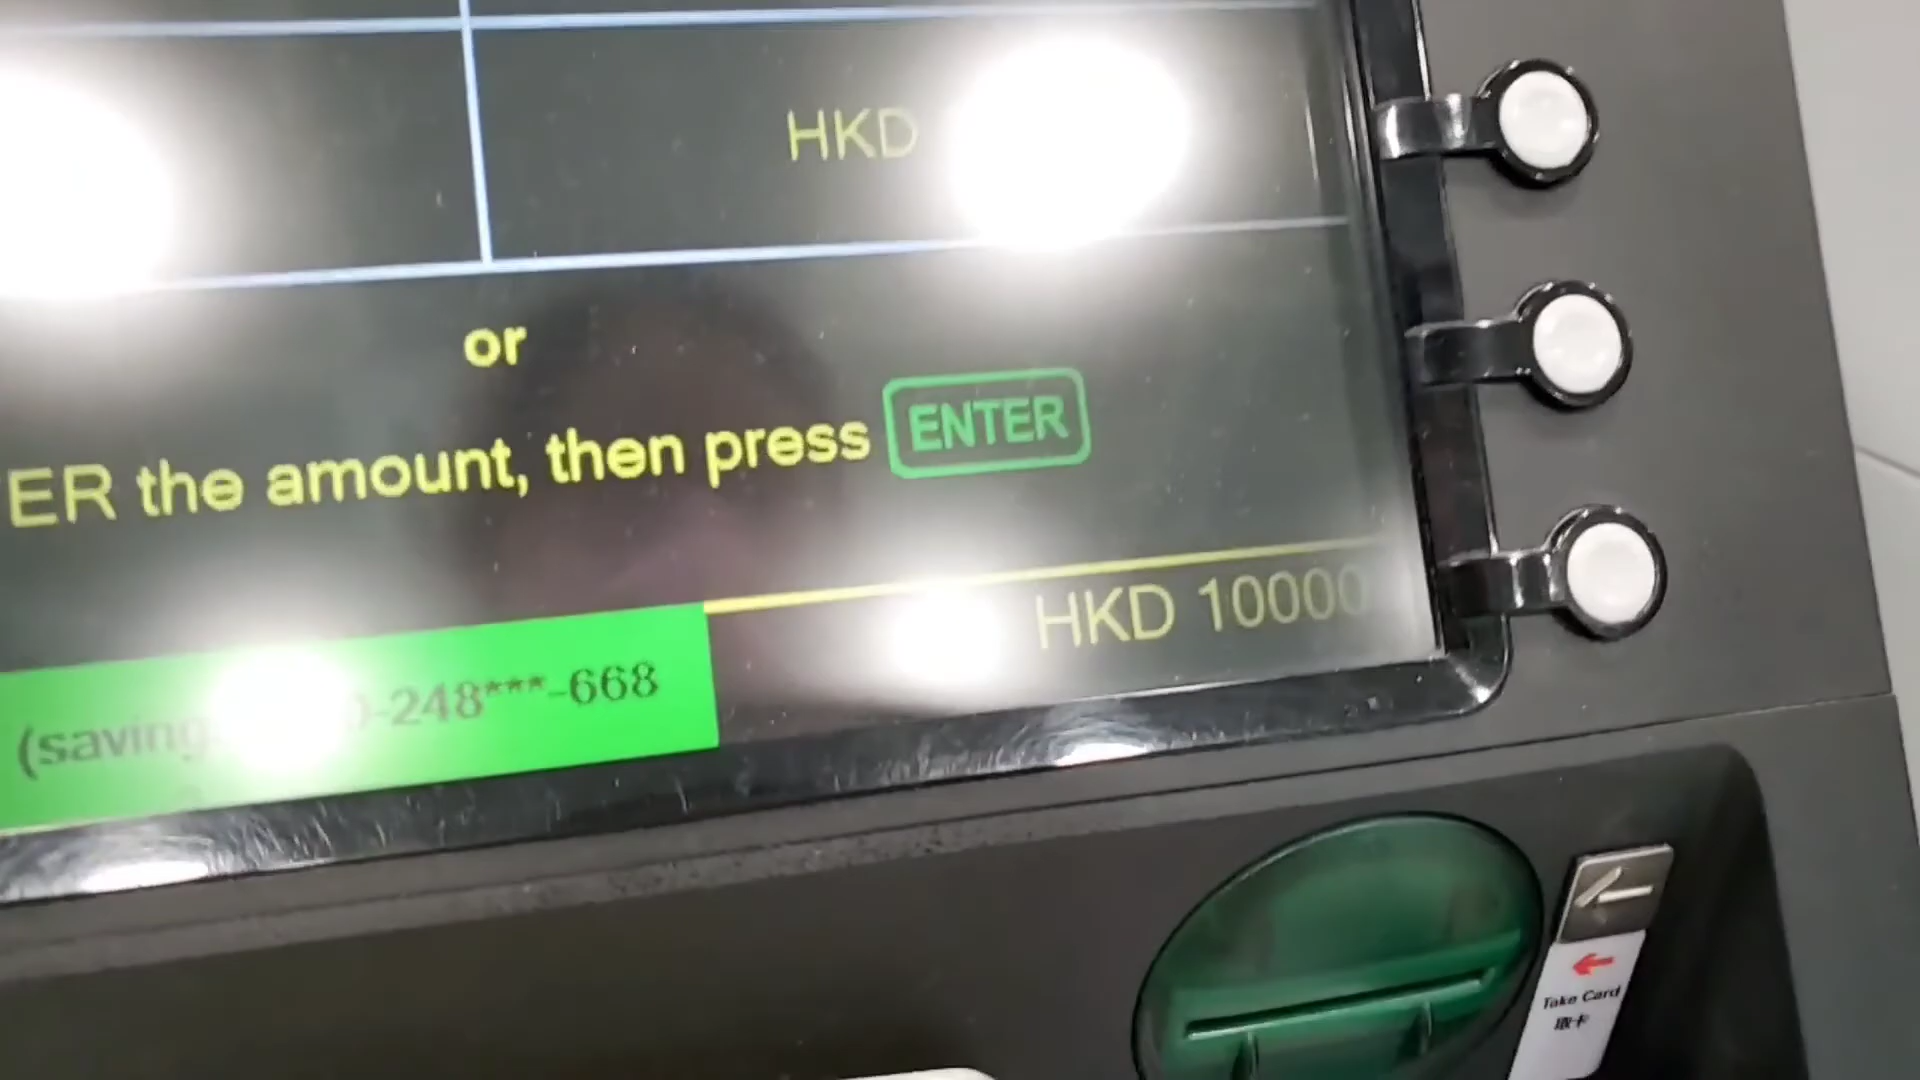 HKD
or
ER the amount, then press ENTER
HKD 10000
(saving -248***-668
Take Card
取卡